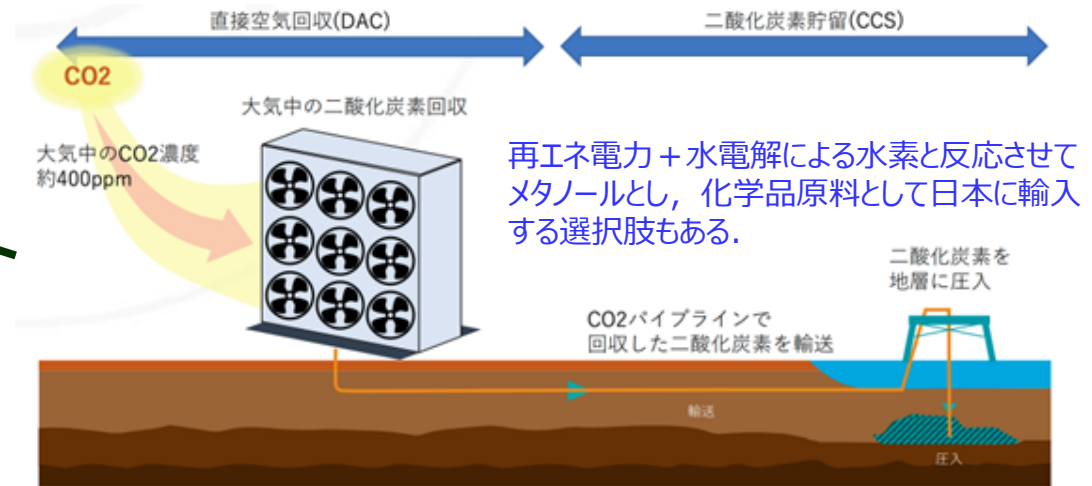 直接空気回収(DAC)
二酸化炭素貯留(CCS)
CO2
大気中の二酸化炭素回収
大気中のCO2濃度
約400ppm
再エネ電力＋水電解による水素と反応させて
メタノールとし，化学品原料として日本に輸入
する選択肢もある．
二酸化炭素を
地層に圧入
CO2パイプラインで
回収した二酸化炭素を輸送
輸送
圧入